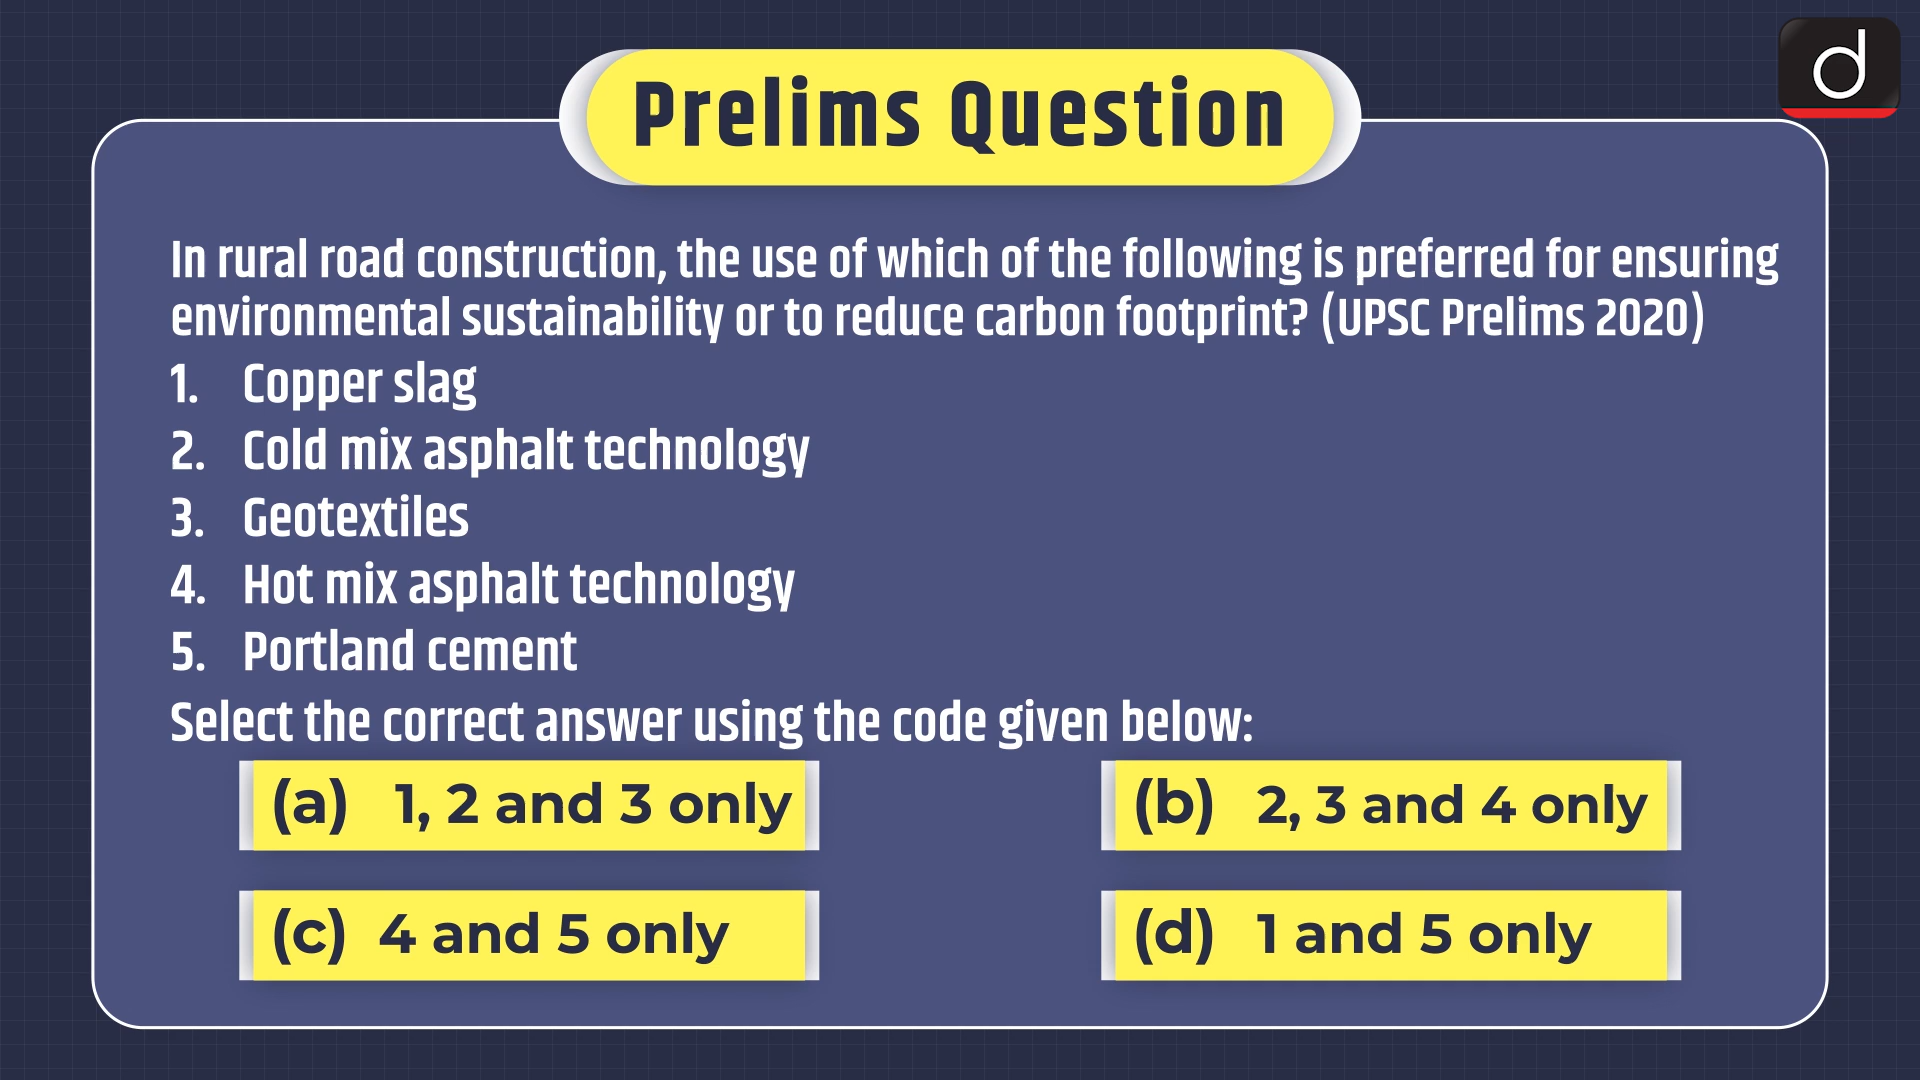 d
Prelims Question
In rural road construction, the use of which of the following is preferred for ensuring
environmental sustainability or to reduce carbon footprint? (UPSC Prelims 2020)
1. Copper slag
2. Cold mix asphalt technology
3. Geotextiles
4. Hot mix asphalt technology
5. Portland cement
Select the correct answer using the code given below:
(a) 1, 2 and 3 only
(b) 2, 3 and 4 only
(c) 4 and 5 only
(d) 1 and 5 only